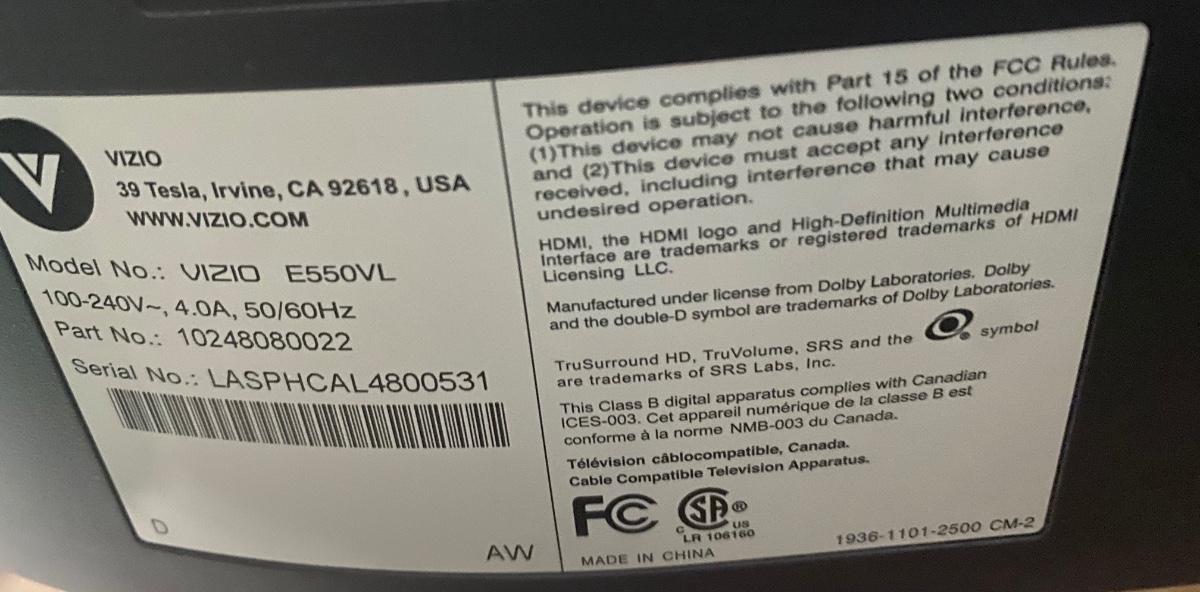 V
VIZIO
39 Tesla, Irvine, CA 92618, USA
WWW.VIZIO.COM
Model No.: VIZIO E550VL
100-240V~, 4.0A, 50/60Hz
Part No.: 10248080022
Serial No.: LASPHCAL4800531
D
AW
This device complies with Part 15 of the FCC Rules.
Operation is subject to the following two conditions:
(1)This device may not cause harmful interference,
and (2)This device must accept any interference
received, including interference that may cause
undesired operation.
HDMI, the HDMI logo and High-Definition Multimedia
Interface are trademarks or registered trademarks of HDMI
Licensing LLC.
Manufactured under license from Dolby Laboratories. Dolby
and the double-D symbol are trademarks of Dolby Laboratories.
TruSurround HD, TruVolume, SRS and the ® symbol
are trademarks of SRS Labs, Inc.
This Class B digital apparatus complies with Canadian
ICES-003. Cet appareil numérique de la classe B est
conforme à la norme NMB-003 du Canada.
Télévision câblocompatible, Canada.
Cable Compatible Television Apparatus.
FC SA ®
C US
LR 106160
MADE IN CHINA
1936-1101-2500 CM-2